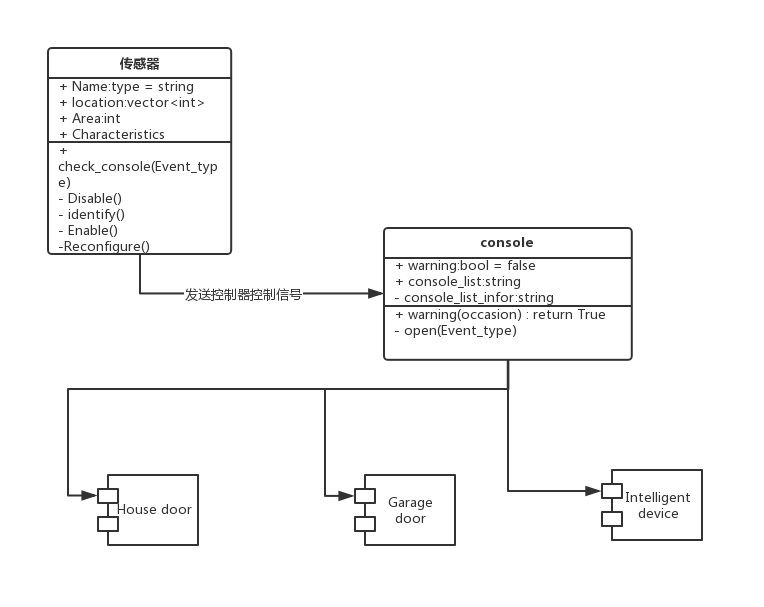 传感器
+ Name:type = string
+ location:vector<int>
+ Area:int
+ Characteristics
+
check_console(Event_typ
e)
- Disable()
- identify()
- Enable()
-Reconfigure()
发送控制器控制信号
console
+ warning:bool = false
+ console_list:string
- console_list_infor:string
+ warning(occasion) : return True
- open(Event_type)
House door
Garage
door
Intelligent
device